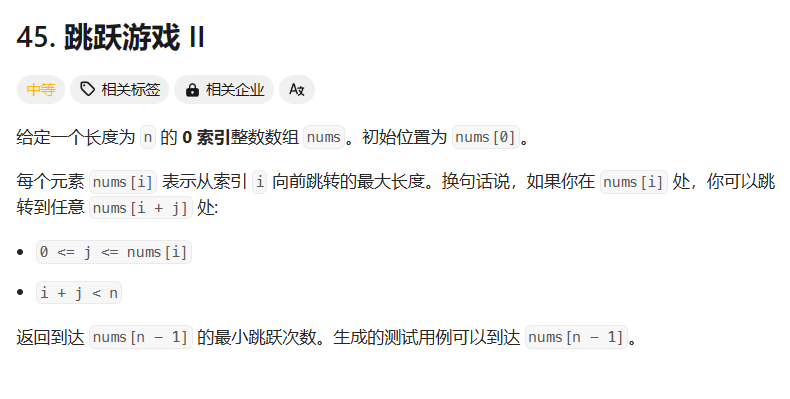 45. 跳跃游戏 II
中等 相关标签 相关企业 Aあ
给定一个长度为 n 的 0 索引整数数组 nums。初始位置为 nums[0]。
每个元素 nums[i] 表示从索引 i 向前跳转的最大长度。换句话说，如果你在 nums[i] 处，你可以跳
转到任意 nums[i + j] 处:
• 0 <= j <= nums[i]
• i + j < n
返回到达 nums[n - 1] 的最小跳跃次数。生成的测试用例可以到达 nums[n - 1]。